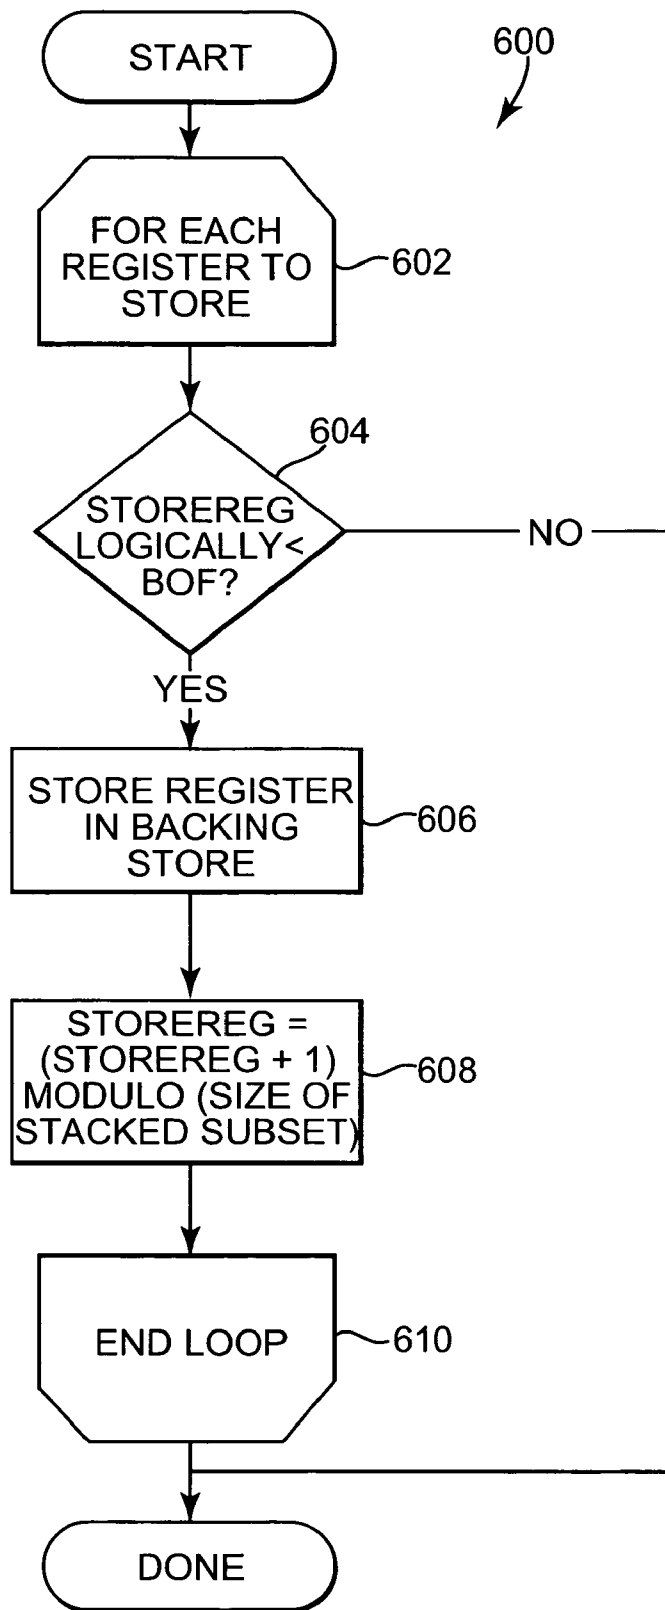 START
600
FOR EACH
REGISTER TO
STORE
602
604
STOREREG
LOGICALLY<
BOF?
NO
YES
STORE REGISTER
IN BACKING
STORE
606
STOREREG =
(STOREREG + 1)
MODULO (SIZE OF
STACKED SUBSET)
608
END LOOP
610
DONE